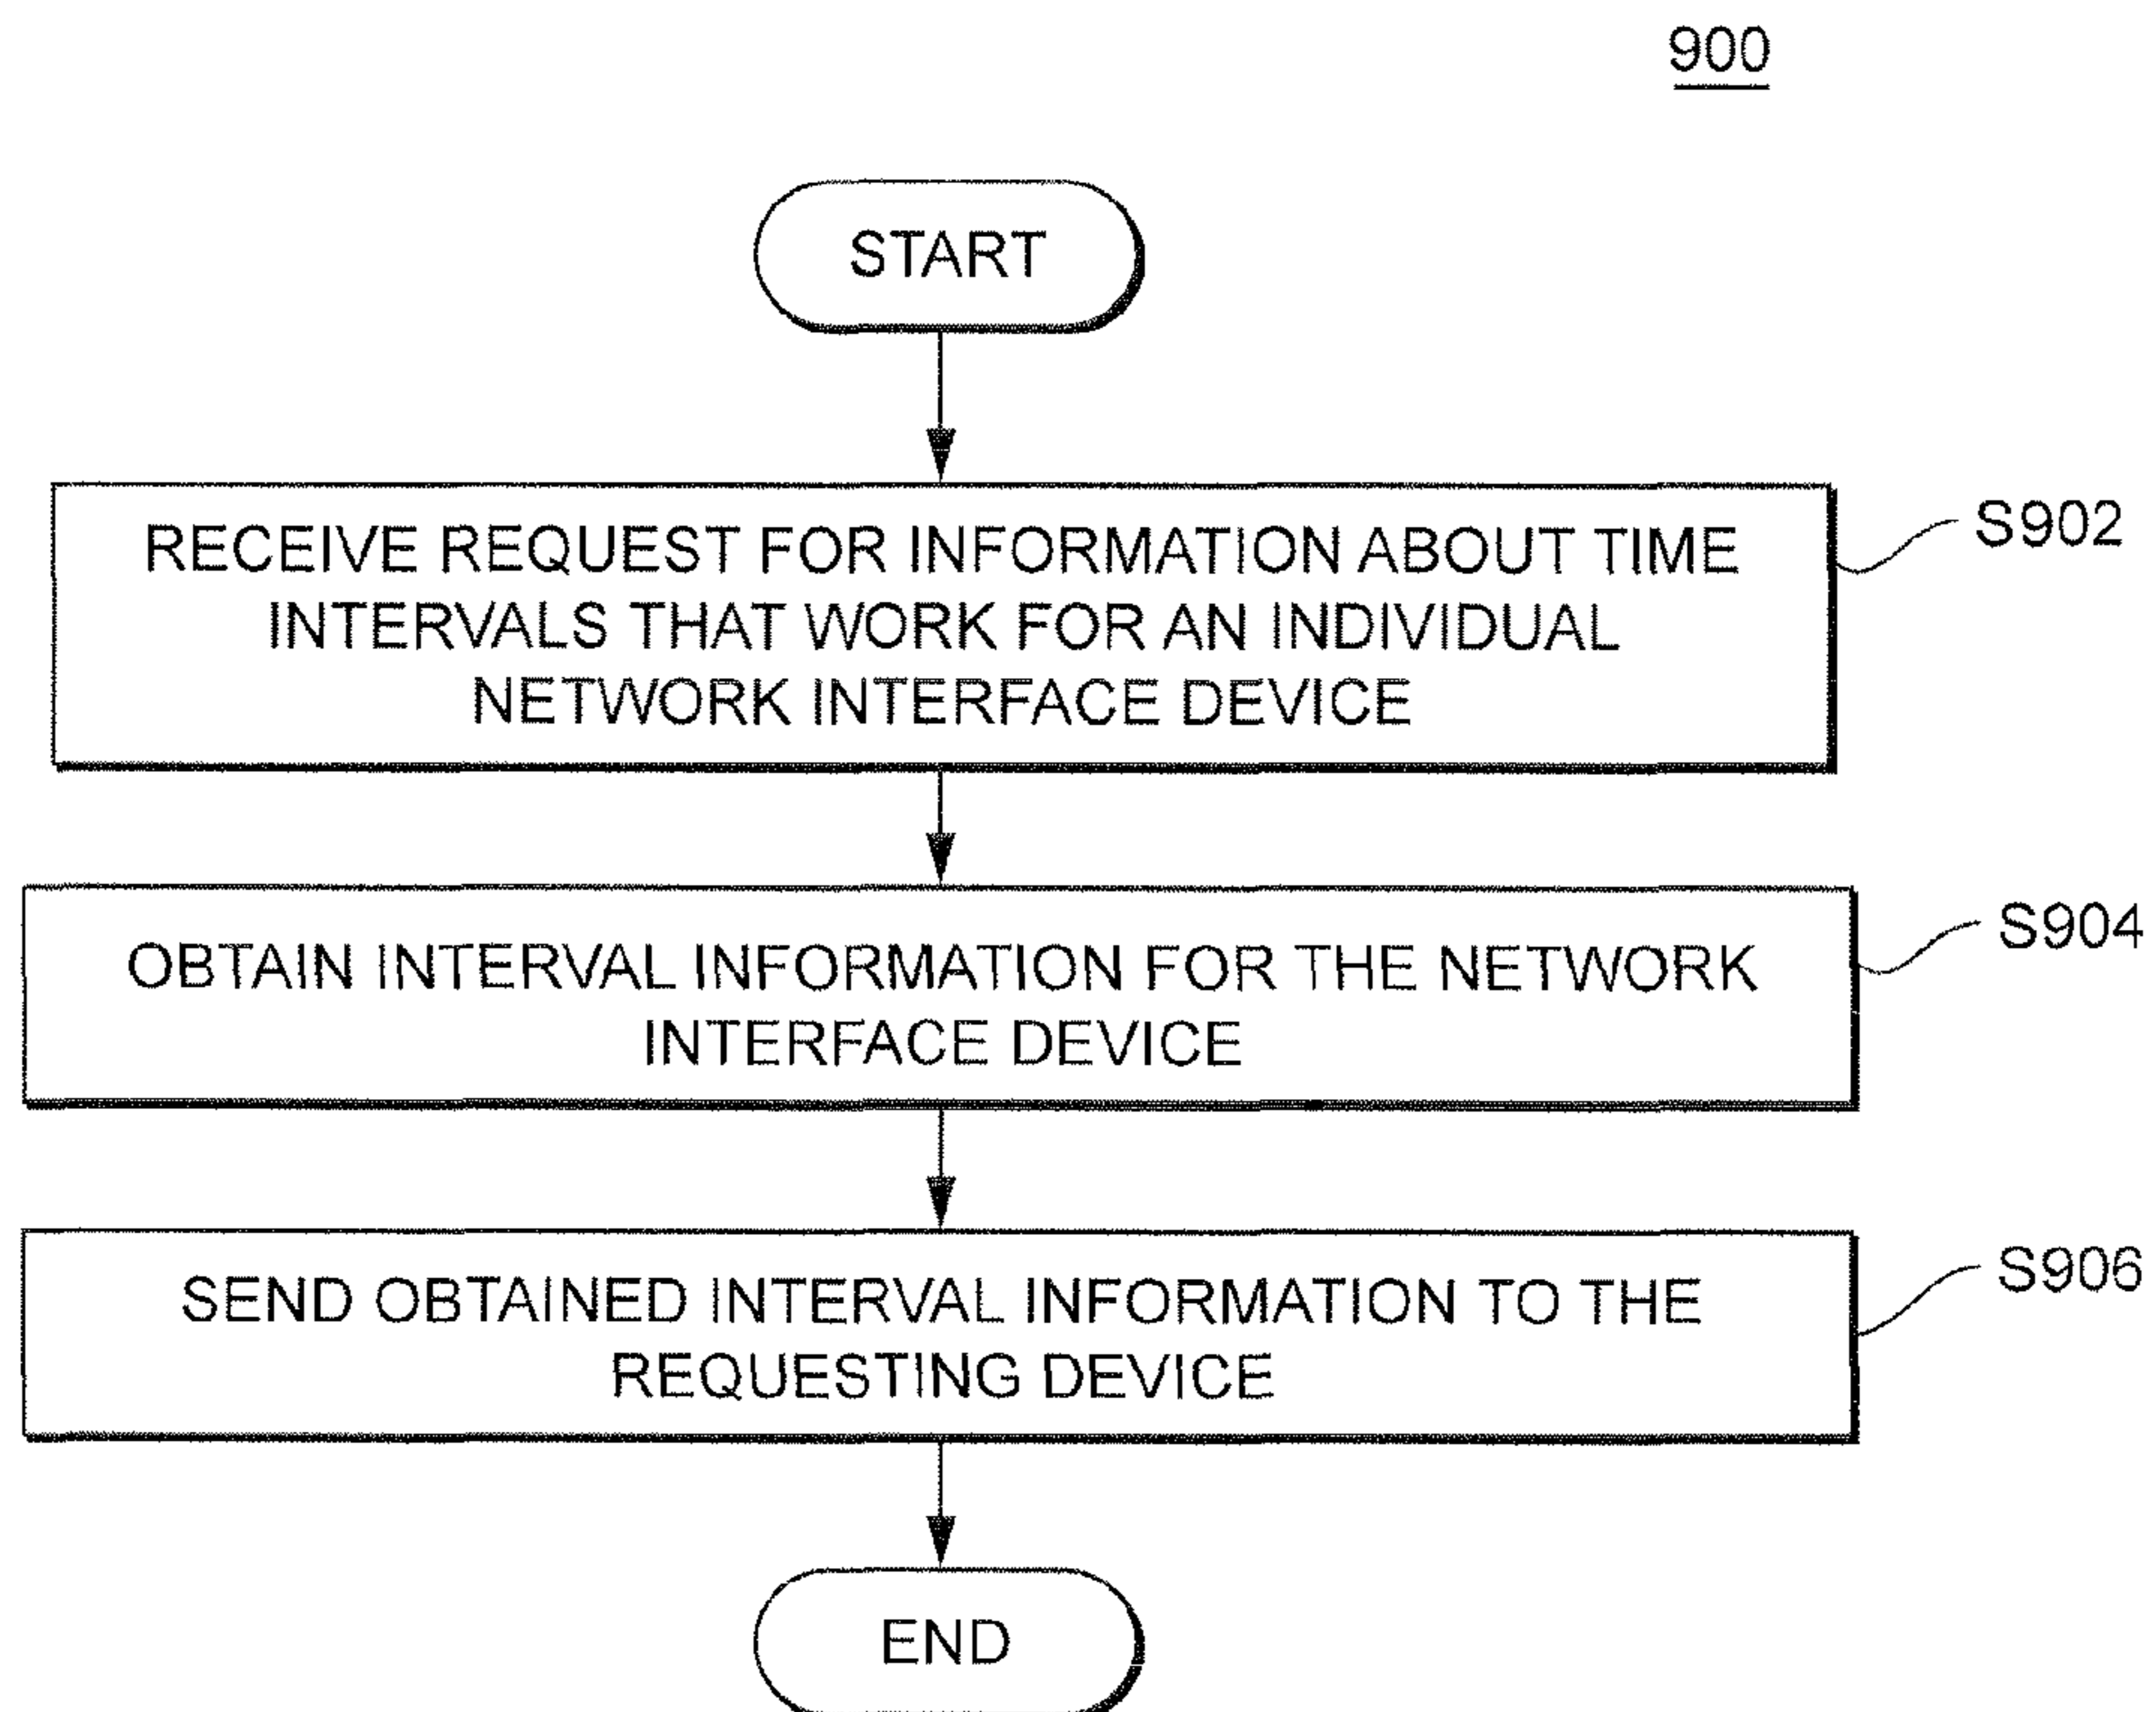 900
START
RECEIVE REQUEST FOR INFORMATION ABOUT TIME
INTERVALS THAT WORK FOR AN INDIVIDUAL
NETWORK INTERFACE DEVICE
S902
OBTAIN INTERVAL INFORMATION FOR THE NETWORK
INTERFACE DEVICE
S904
SEND OBTAINED INTERVAL INFORMATION TO THE
REQUESTING DEVICE
S906
END